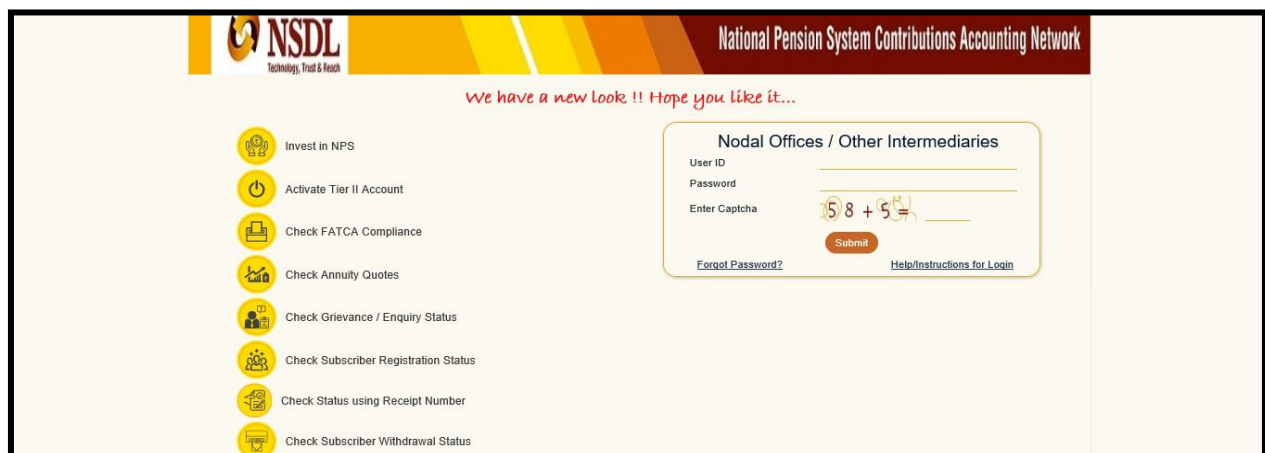 NSDL
Technology, Trust & Reach
National Pension System Contributions Accounting Network
We have a new look !! Hope you like it...
Invest in NPS
Activate Tier II Account
Check FATCA Compliance
Check Annuity Quotes
Check Grievance / Enquiry Status
Check Subscriber Registration Status
Check Status using Receipt Number
Check Subscriber Withdrawal Status
Nodal Offices / Other Intermediaries
User ID
Password
Enter Captcha 58 + 5 =
Submit
Forgot Password? Help/Instructions for Login